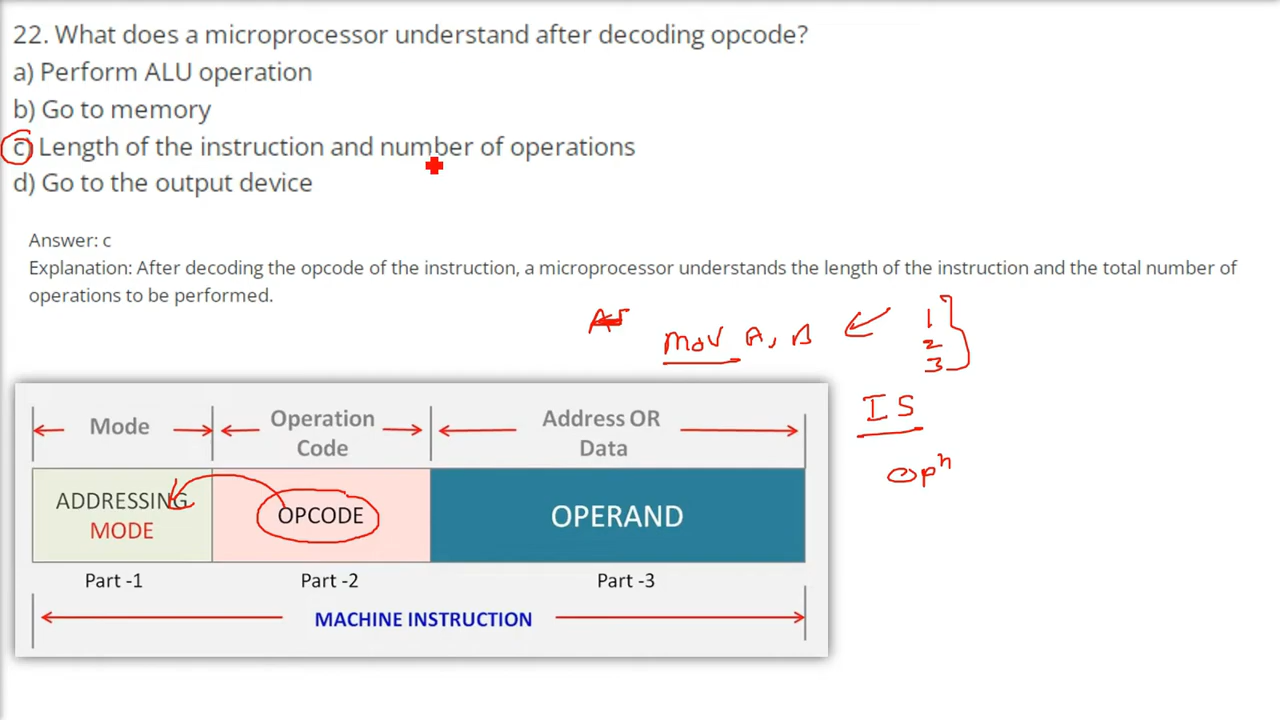 22. What does a microprocessor understand after decoding opcode?
a) Perform ALU operation
b) Go to memory
c) Length of the instruction and number of operations
d) Go to the output device
Answer: c
Explanation: After decoding the opcode of the instruction, a microprocessor understands the length of the instruction and the total number of
operations to be performed.
MOV A, B
1
2
3
IS
opn
Mode
Operation
Code
Address OR
Data
ADDRESSING
MODE
OPCODE
OPERAND
Part -1
Part -2
Part -3
MACHINE INSTRUCTION